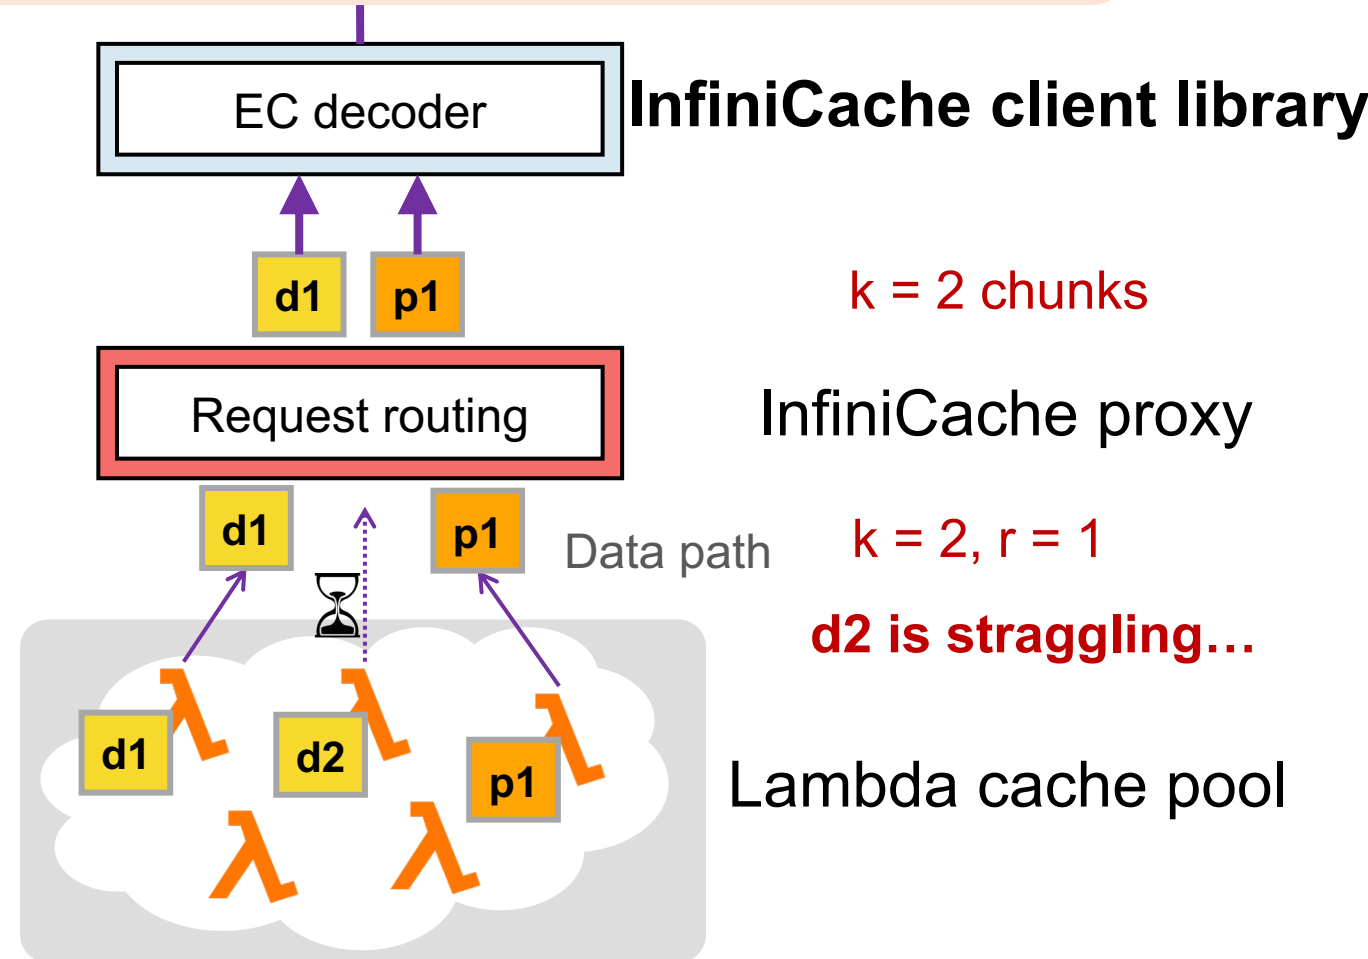 EC decoder
InfiniCache client library
d1
p1
k = 2 chunks
Request routing
InfiniCache proxy
d1
p1
Data path
k = 2, r = 1
d2 is straggling…
λ
λ
λ
d1
d2
p1
Lambda cache pool
λ
λ